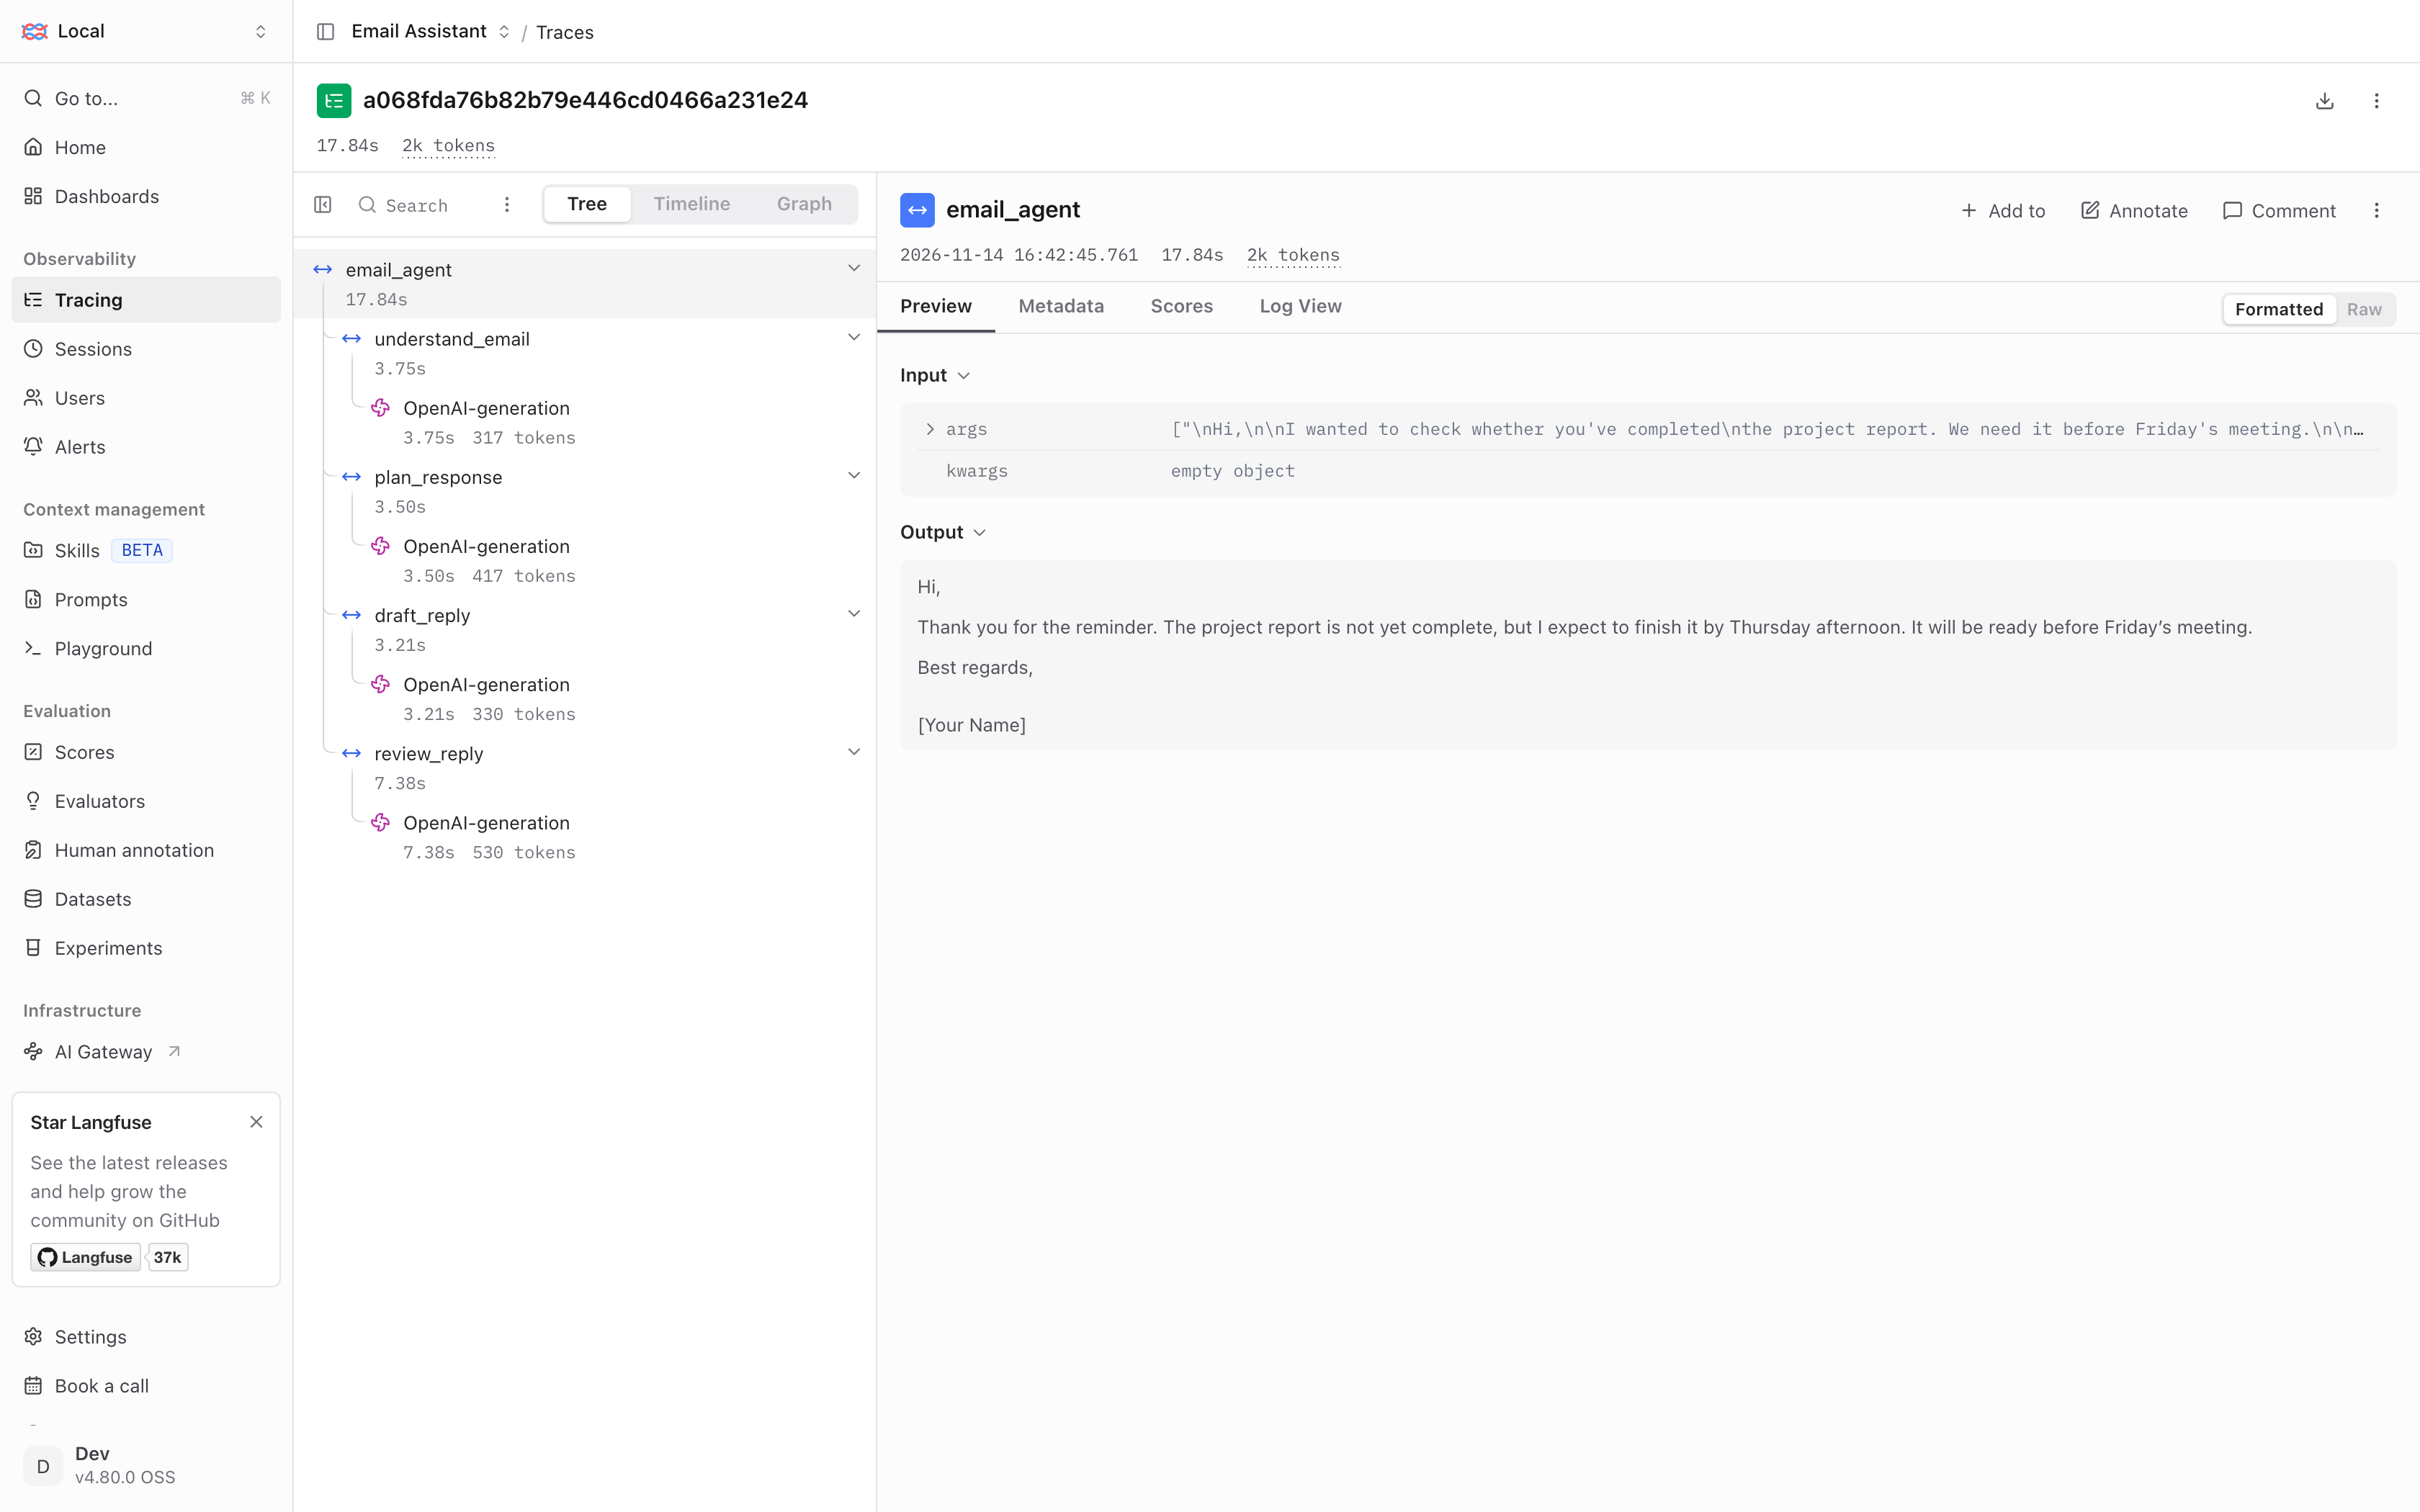 Local
Go to...
⌘ K
Home
Dashboards
Observability
Tracing
Sessions
Users
Alerts
Context management
Skills BETA
Prompts
Playground
Evaluation
Scores
Evaluators
Human annotation
Datasets
Experiments
Infrastructure
AI Gateway
Star Langfuse
See the latest releases
and help grow the
community on GitHub
Langfuse 37k
Settings
Book a call
D
Dev
v4.80.0 OSS
Email Assistant / Traces
a068fda76b82b79e446cd0466a231e24
17.84s 2k tokens
Search
Tree Timeline Graph
email_agent
17.84s
understand_email
3.75s
OpenAI-generation
3.75s 317 tokens
plan_response
3.50s
OpenAI-generation
3.50s 417 tokens
draft_reply
3.21s
OpenAI-generation
3.21s 330 tokens
review_reply
7.38s
OpenAI-generation
7.38s 530 tokens
email_agent
Add to Annotate Comment
2026-11-14 16:42:45.761 17.84s 2k tokens
Preview Metadata Scores Log View
Formatted Raw
Input
args ["\nHi,\n\nI wanted to check whether you've completed\nthe project report. We need it before Friday's meeting.\n\n…
kwargs empty object
Output
Hi,
Thank you for the reminder. The project report is not yet complete, but I expect to finish it by Thursday afternoon. It will be ready before Friday’s meeting.
Best regards,
[Your Name]